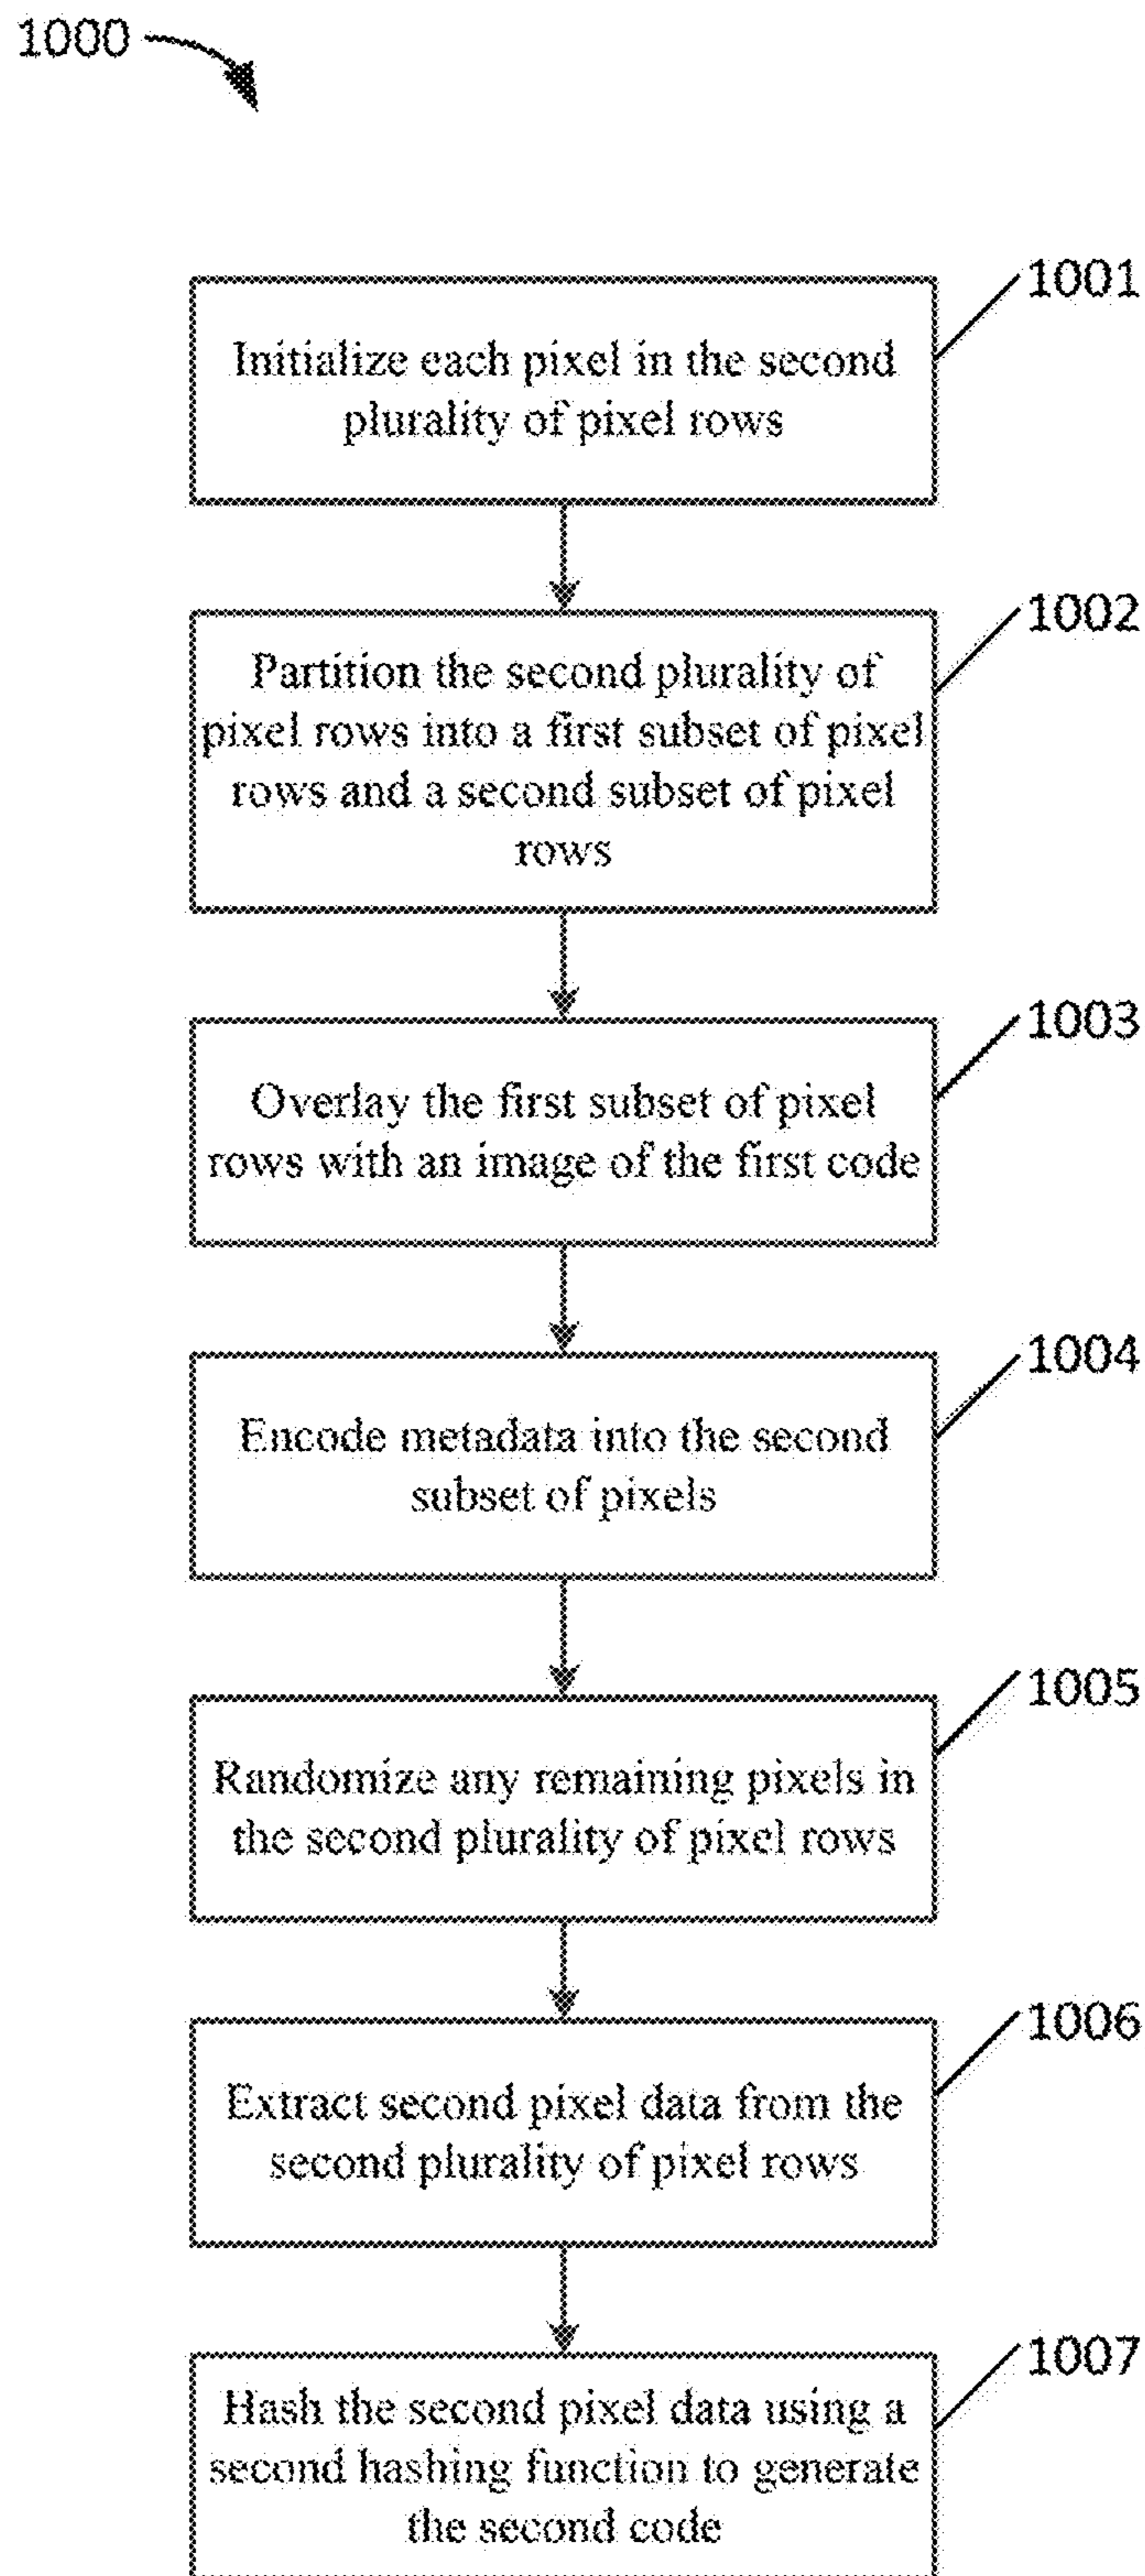 1000
1001
Initialize each pixel in the second
plurality of pixel rows
1002
Partition the second plurality of
pixel rows into a first subset of pixel
rows and a second subset of pixel
rows
1003
Overlay the first subset of pixel
rows with an image of the first code
1004
Encode metadata into the second
subset of pixels
1005
Randomize any remaining pixels in
the second plurality of pixel rows
1006
Extract second pixel data from the
second plurality of pixel rows
1007
Hash the second pixel data using a
second hashing function to generate
the second code